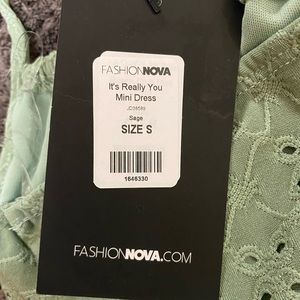 FASHIONNOVA
It's Really You
Mini Dress
Sage
SIZE S
1646330
FASHIONNOVA.COM